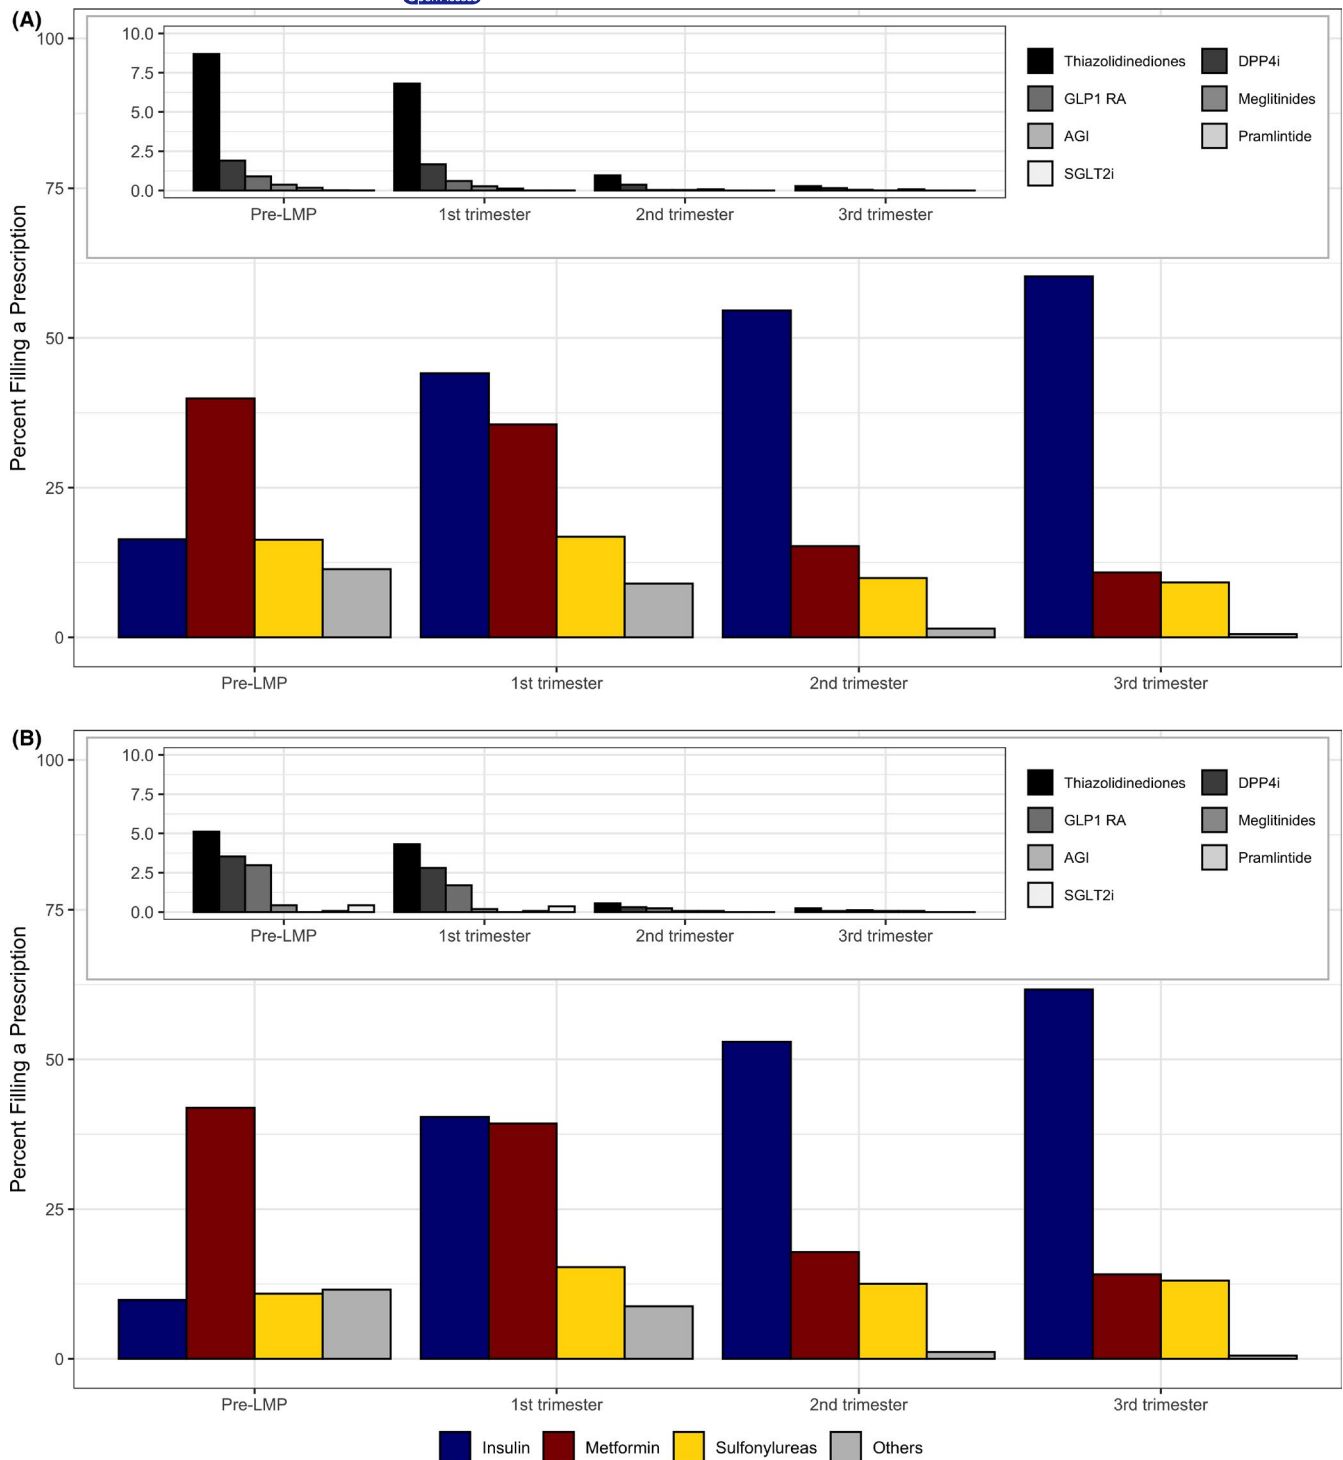 Open Access
(A)
100
75
50
25
0
Percent Filling a Prescription
10.0
7.5
5.0
2.5
0.0
Pre-LMP 1st trimester 2nd trimester 3rd trimester
Thiazolidinediones DPP4i
GLP1 RA Meglitinides
AGI Pramlintide
SGLT2i
Pre-LMP 1st trimester 2nd trimester 3rd trimester
(B)
100
75
50
25
0
Percent Filling a Prescription
10.0
7.5
5.0
2.5
0.0
Pre-LMP 1st trimester 2nd trimester 3rd trimester
Thiazolidinediones DPP4i
GLP1 RA Meglitinides
AGI Pramlintide
SGLT2i
Pre-LMP 1st trimester 2nd trimester 3rd trimester
Insulin Metformin Sulfonylureas Others